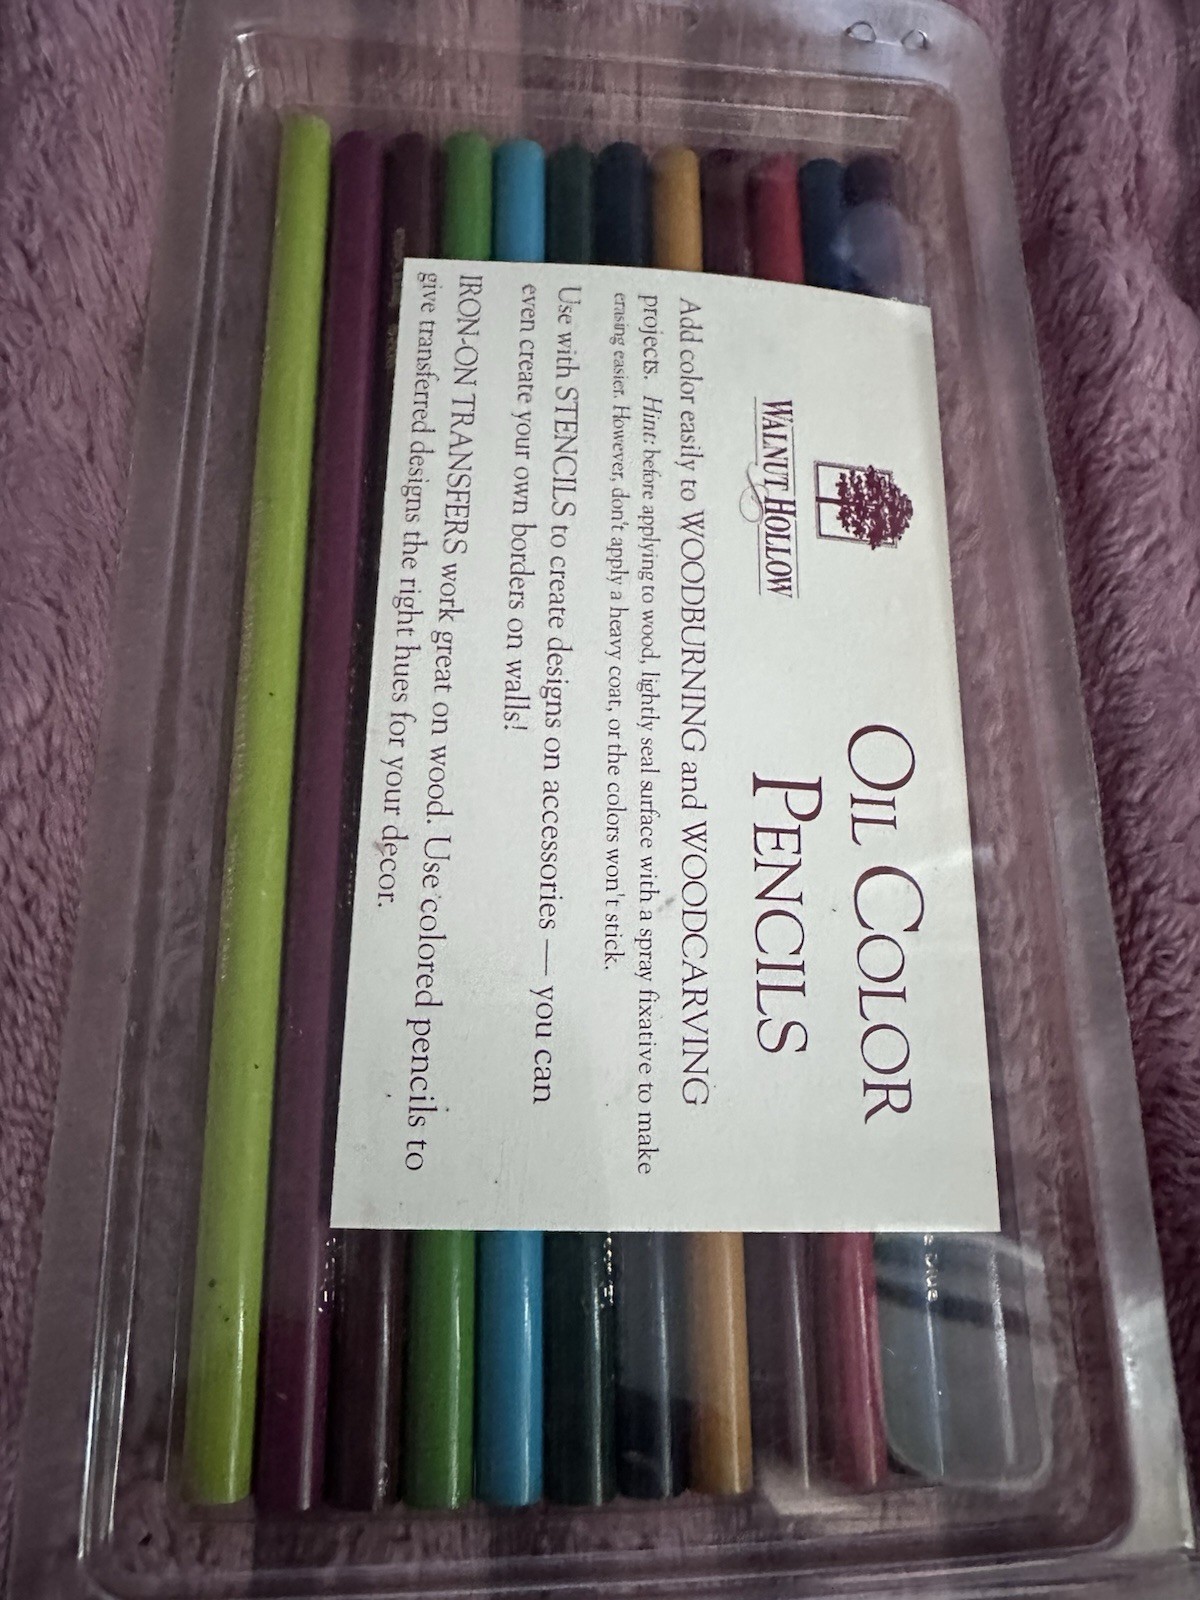 WALNUT HOLLOW
OIL COLOR
PENCILS
Add color easily to WOODBURNING and WOODCARVING
projects. Hint: before applying to wood, lightly seal surface with a spray fixative to make
erasing easier. However, don't apply a heavy coat, or the colors won't stick.
Use with STENCILS to create designs on accessories — you can
even create your own borders on walls!
IRON-ON TRANSFERS work great on wood. Use colored pencils to
give transferred designs the right hues for your decor.